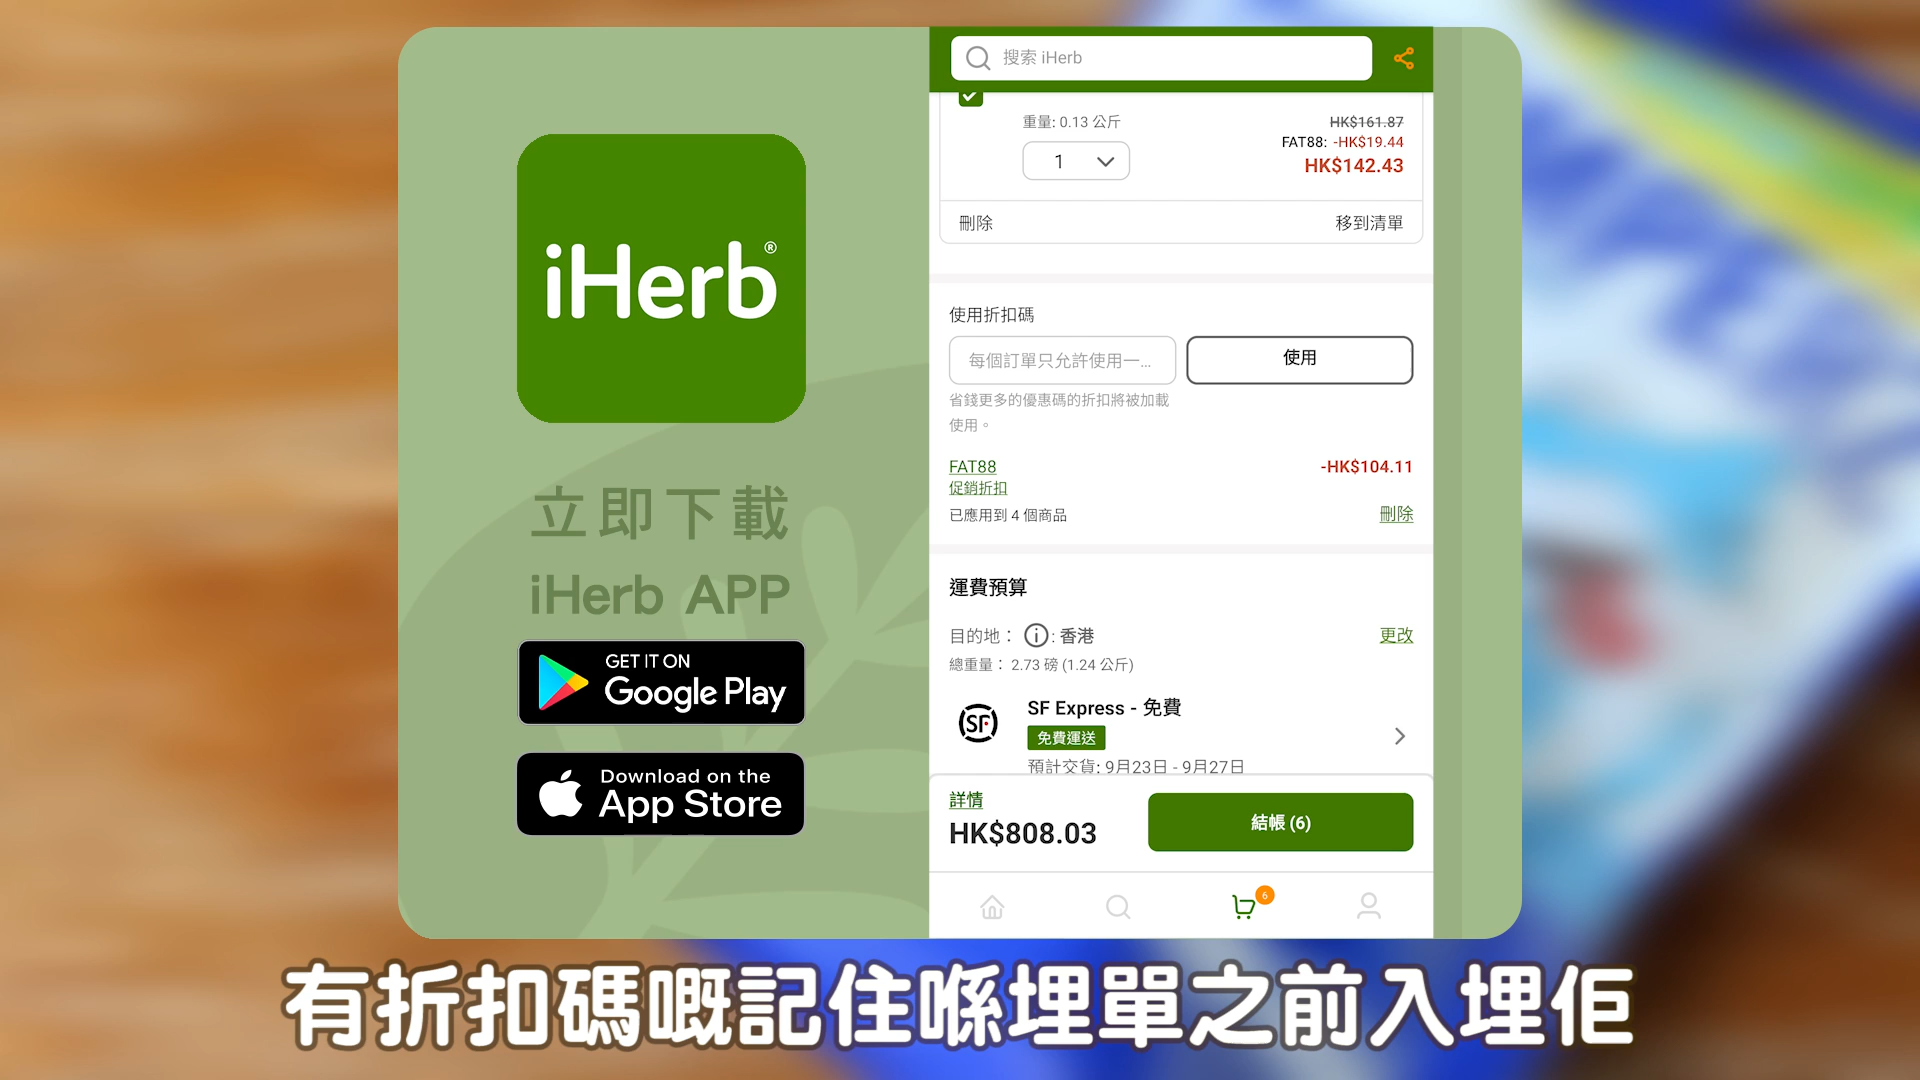 iHerb®
立即下載
iHerb APP
GET IT ON
Google Play
Download on the
App Store
搜索 iHerb
重量: 0.13 公斤
1
HK$161.87
FAT88: -HK$19.44
HK$142.43
刪除
移到清單
使用折扣碼
每個訂單只允許使用一...
使用
省錢更多的優惠碼的折扣將被加載
使用。
FAT88
-HK$104.11
促銷折扣
已應用到 4 個商品
刪除
運費預算
目的地： : 香港
更改
總重量： 2.73 磅 (1.24 公斤)
SF
SF Express - 免費
免費運送
預計交貨: 9月23日 - 9月27日
詳情
HK$808.03
結帳 (6)
6
有折扣碼嘅記住喺埋單之前入埋佢